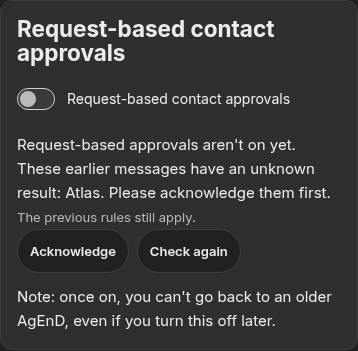 Request-based contact
approvals
Request-based contact approvals
Request-based approvals aren't on yet.
These earlier messages have an unknown
result: Atlas. Please acknowledge them first.
The previous rules still apply.
Acknowledge
Check again
Note: once on, you can't go back to an older
AgEnD, even if you turn this off later.